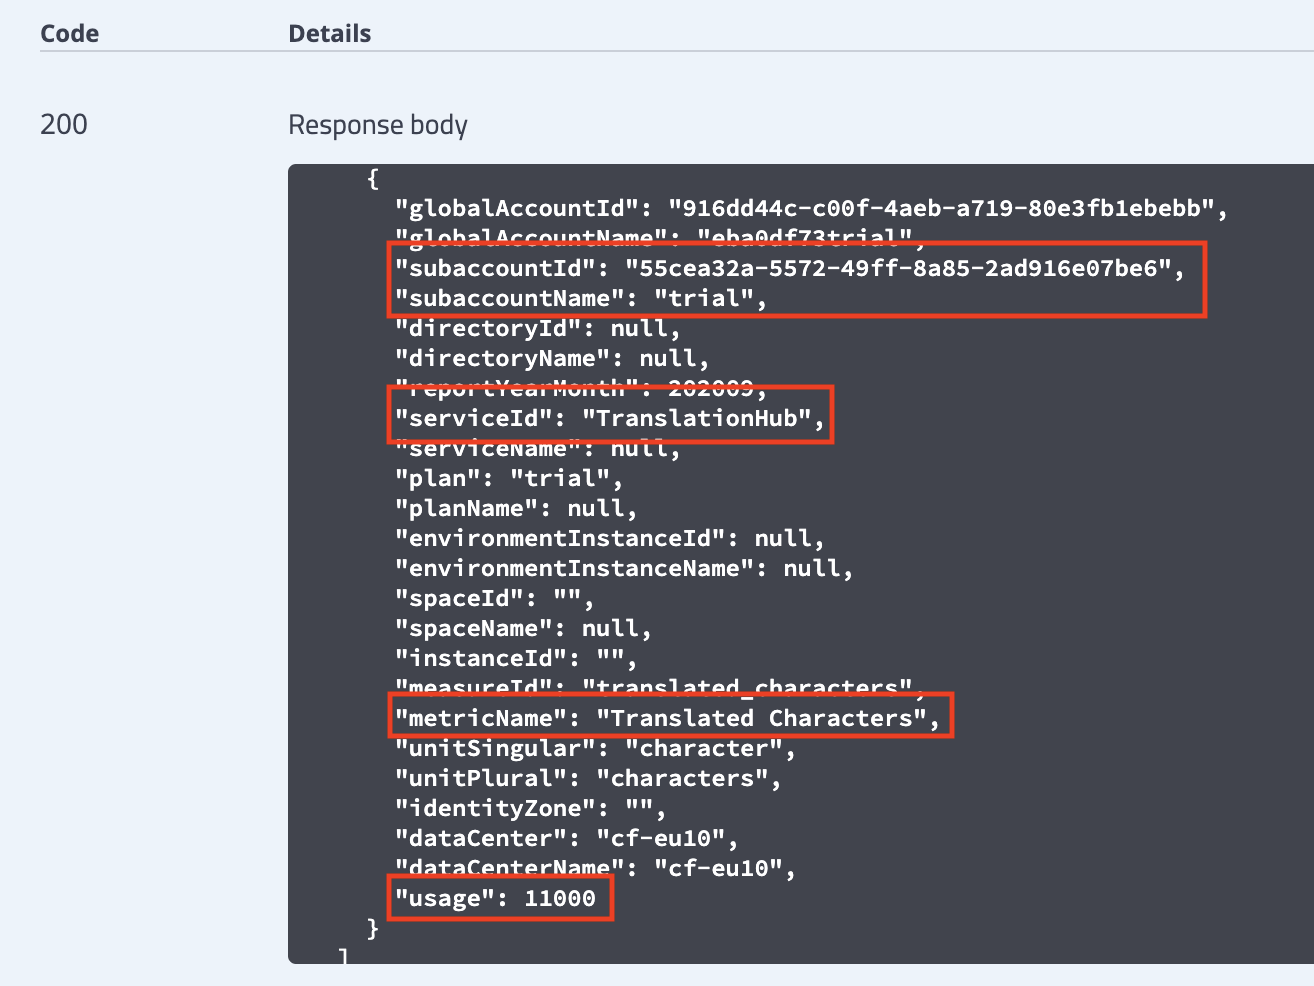 Code Details
200 Response body
{
"globalAccountId": "916dd44c-c00f-4aeb-a719-80e3fb1ebebb",
"globalAccountName": "eba0df73trial",
"subaccountId": "55cea32a-5572-49ff-8a85-2ad916e07be6",
"subaccountName": "trial",
"directoryId": null,
"directoryName": null,
"reportYearMonth": 202009,
"serviceId": "TranslationHub",
"serviceName": null,
"plan": "trial",
"planName": null,
"environmentInstanceId": null,
"environmentInstanceName": null,
"spaceId": "",
"spaceName": null,
"instanceId": "",
"measureId": "translated_characters",
"metricName": "Translated Characters",
"unitSingular": "character",
"unitPlural": "characters",
"identityZone": "",
"dataCenter": "cf-eu10",
"dataCenterName": "cf-eu10",
"usage": 11000
}
]